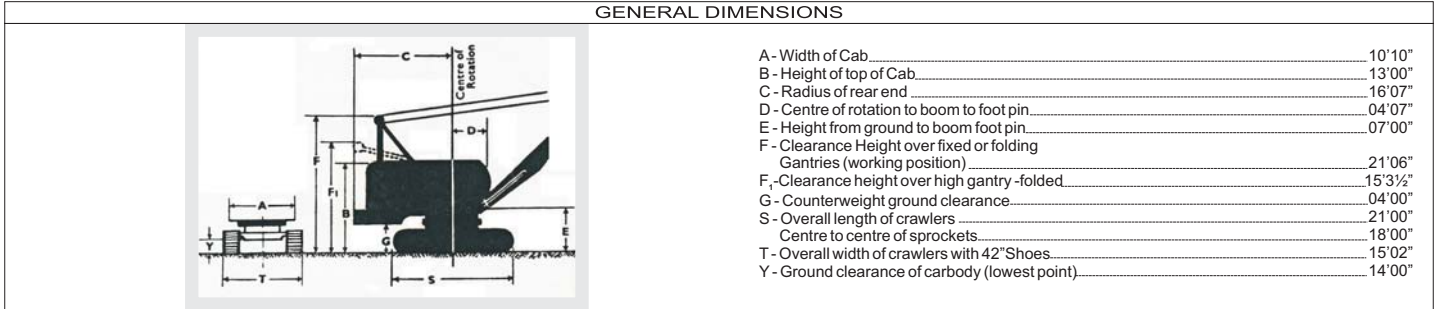 GENERAL DIMENSIONS
C
Centre of
Rotation
D
F
F₁
B
A
Y
G
E
T
S
A - Width of Cab 10’10”
B - Height of top of Cab 13’00”
C - Radius of rear end 16’07”
D - Centre of rotation to boom to foot pin 04’07”
E - Height from ground to boom foot pin 07’00”
F - Clearance Height over fixed or folding
Gantries (working position) 21’06”
F₁-Clearance height over high gantry -folded 15’3½”
G - Counterweight ground clearance 04’00”
S - Overall length of crawlers 21’00”
Centre to centre of sprockets 18’00”
T - Overall width of crawlers with 42”Shoes 15’02”
Y - Ground clearance of carbody (lowest point) 14’00”